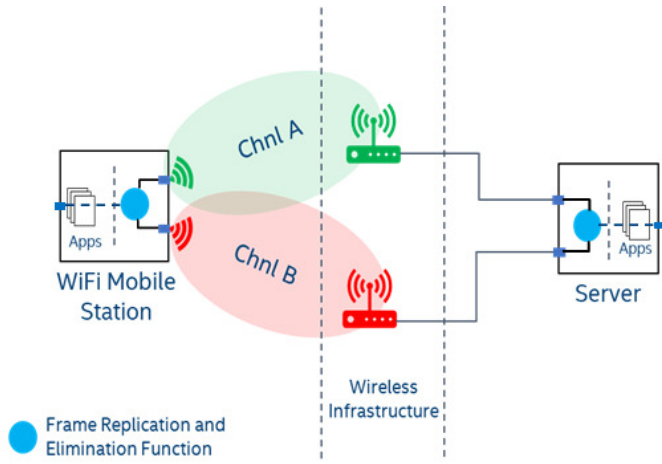 Chnl A
Apps
WiFi Mobile
Station
Chnl B
Apps
Server
Wireless
Infrastructure
Frame Replication and
Elimination Function